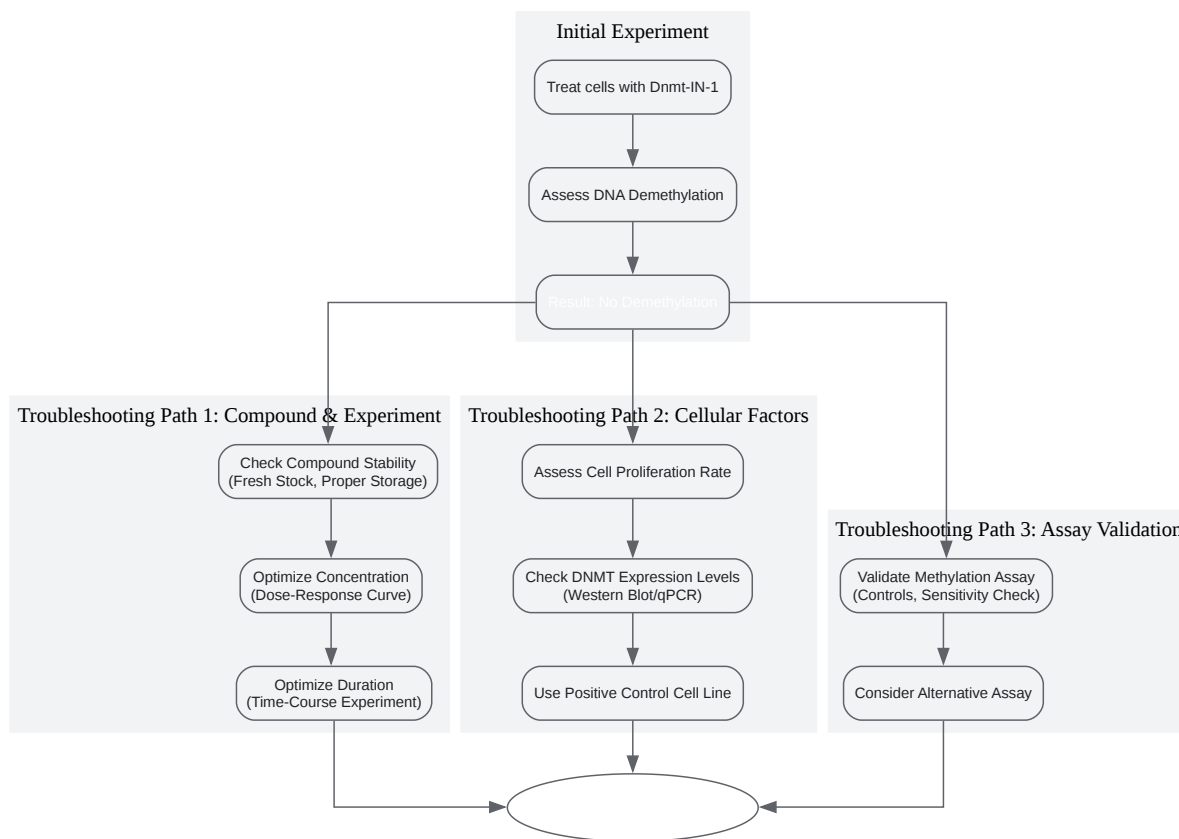 Initial Experiment
Treat cells with Dnmt-IN-1
Assess DNA Demethylation
Result: No Demethylation
Troubleshooting Path 1: Compound & Experiment
Check Compound Stability
(Fresh Stock, Proper Storage)
Optimize Concentration
(Dose-Response Curve)
Optimize Duration
(Time-Course Experiment)
Troubleshooting Path 2: Cellular Factors
Assess Cell Proliferation Rate
Check DNMT Expression Levels
(Western Blot/qPCR)
Use Positive Control Cell Line
Troubleshooting Path 3: Assay Validation
Validate Methylation Assay
(Controls, Sensitivity Check)
Consider Alternative Assay